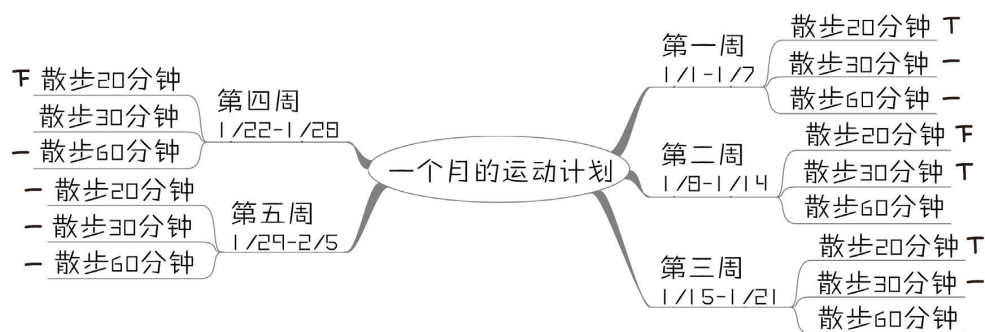 一个月的运动计划
第一周
1/1-1/7
散步20分钟 丅
散步30分钟 一
散步60分钟 一
第二周
1/8-1/14
散步20分钟 下
散步30分钟 丅
散步60分钟
第三周
1/15-1/21
散步20分钟 丅
散步30分钟 一
散步60分钟
第四周
1/22-1/28
下 散步20分钟
散步30分钟
一 散步60分钟
第五周
1/29-2/5
一 散步20分钟
一 散步30分钟
一 散步60分钟